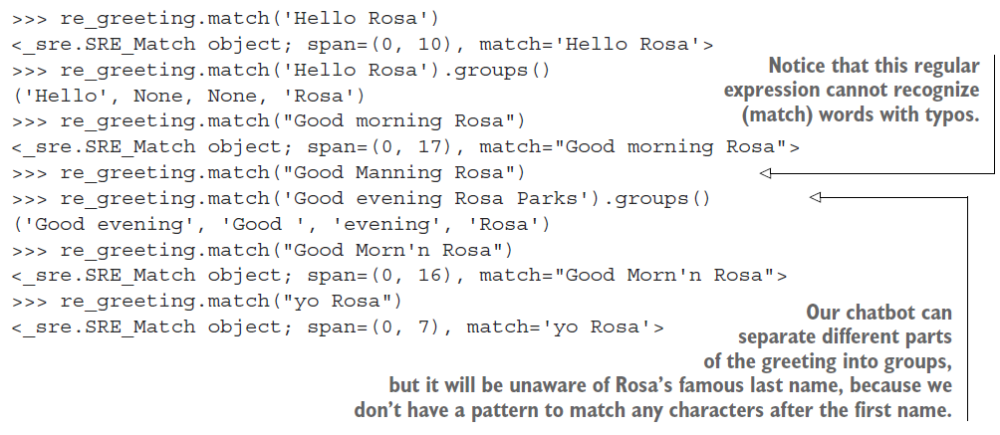 >>> re_greeting.match('Hello Rosa')
<_sre.SRE_Match object; span=(0, 10), match='Hello Rosa'>
>>> re_greeting.match('Hello Rosa').groups()
('Hello', None, None, 'Rosa')
>>> re_greeting.match("Good morning Rosa")
<_sre.SRE_Match object; span=(0, 17), match="Good morning Rosa">
>>> re_greeting.match("Good Manning Rosa")
>>> re_greeting.match('Good evening Rosa Parks').groups()
('Good evening', 'Good ', 'evening', 'Rosa')
>>> re_greeting.match("Good Morn'n Rosa")
<_sre.SRE_Match object; span=(0, 16), match="Good Morn'n Rosa">
>>> re_greeting.match("yo Rosa")
<_sre.SRE_Match object; span=(0, 7), match='yo Rosa'>
Notice that this regular
expression cannot recognize
(match) words with typos.
Our chatbot can
separate different parts
of the greeting into groups,
but it will be unaware of Rosa’s famous last name, because we
don’t have a pattern to match any characters after the first name.